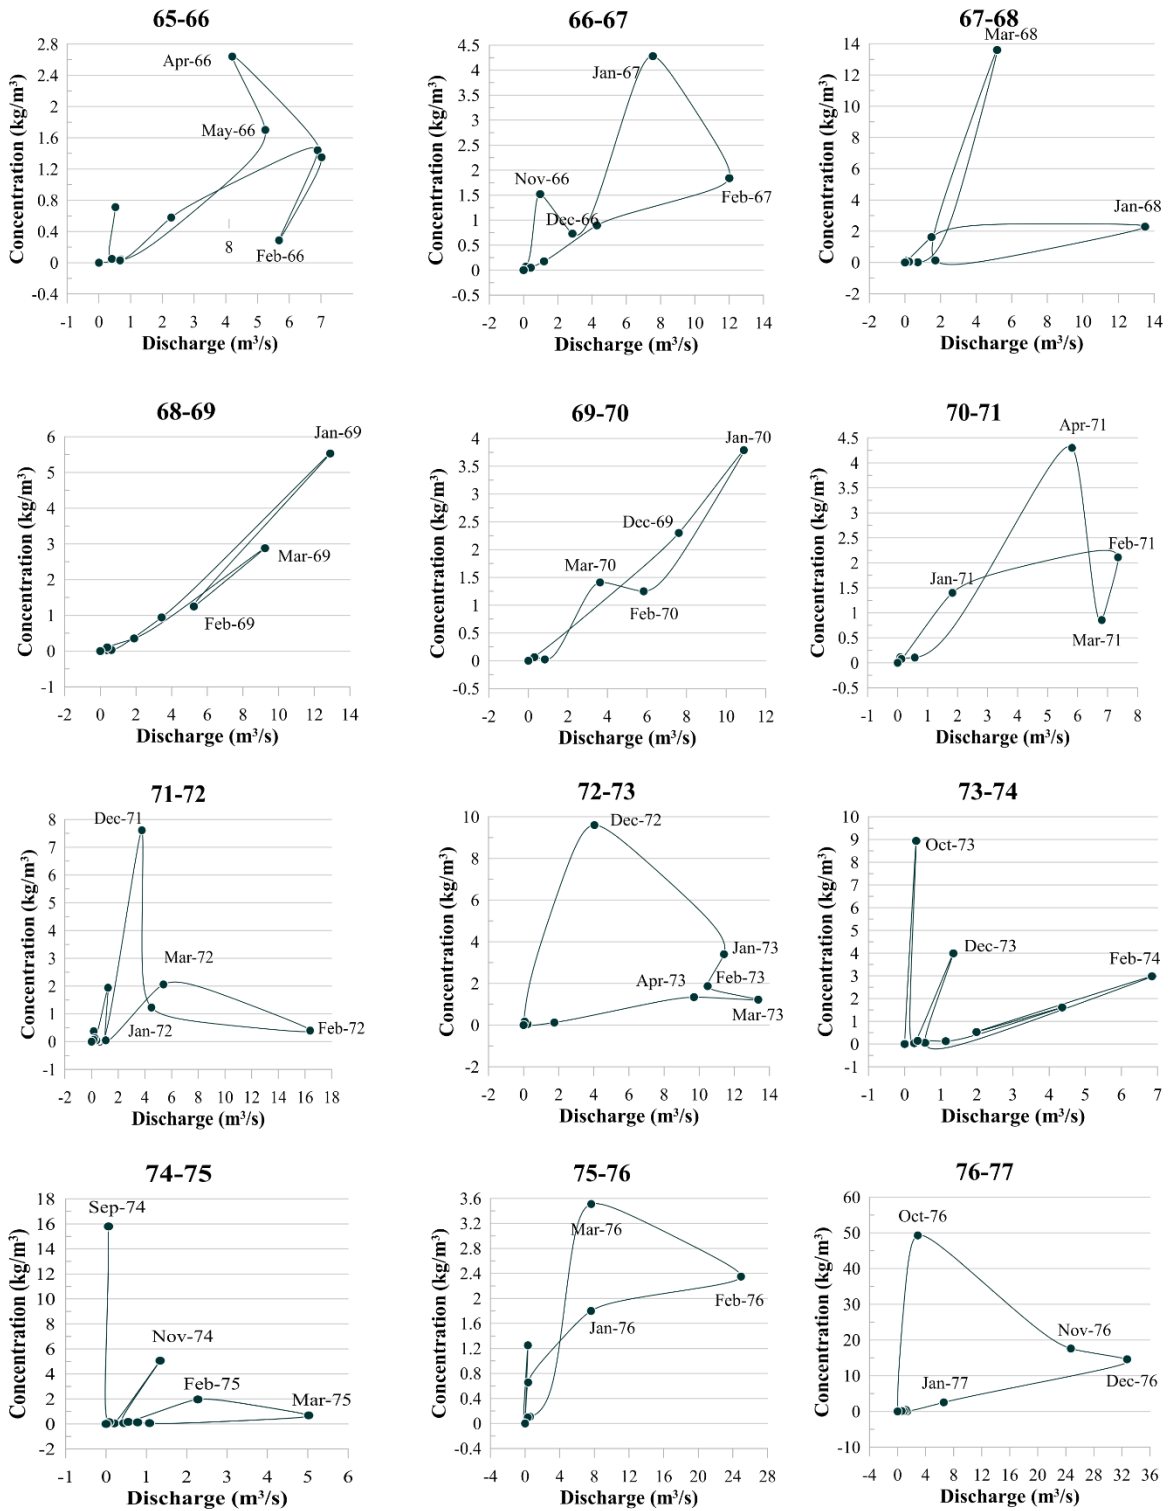 65-66
Concentration (kg/m³)
2.8
2.4
2
1.6
1.2
0.8
0.4
0
-0.4
Apr-66
May-66
8
Feb-66
-1 0 1 2 3 4 5 6 7
Discharge (m³/s)
66-67
Concentration (kg/m³)
4.5
4
3.5
3
2.5
2
1.5
1
0.5
0
-0.5
Jan-67
Nov-66
Dec-66
Feb-67
-2 0 2 4 6 8 10 12 14
Discharge (m³/s)
67-68
Concentration (kg/m³)
14
12
10
8
6
4
2
0
-2
Mar-68
Jan-68
-2 0 2 4 6 8 10 12 14
Discharge (m³/s)
68-69
Concentration (kg/m³)
6
5
4
3
2
1
0
-1
Jan-69
Mar-69
Feb-69
-2 0 2 4 6 8 10 12 14
Discharge (m³/s)
69-70
Concentration (kg/m³)
4
3.5
3
2.5
2
1.5
1
0.5
0
-0.5
Jan-70
Dec-69
Mar-70
Feb-70
-2 0 2 4 6 8 10 12
Discharge (m³/s)
70-71
Concentration (kg/m³)
4.5
4
3.5
3
2.5
2
1.5
1
0.5
0
-0.5
Apr-71
Feb-71
Jan-71
Mar-71
-1 0 1 2 3 4 5 6 7 8
Discharge (m³/s)
71-72
Concentration (kg/m³)
8
7
6
5
4
3
2
1
0
-1
Dec-71
Mar-72
Jan-72
Feb-72
-2 0 2 4 6 8 10 12 14 16 18
Discharge (m³/s)
72-73
Concentration (kg/m³)
10
8
6
4
2
0
-2
Dec-72
Jan-73
Apr-73
Feb-73
Mar-73
-2 0 2 4 6 8 10 12 14
Discharge (m³/s)
73-74
Concentration (kg/m³)
10
9
8
7
6
5
4
3
2
1
0
-1
Oct-73
Dec-73
Feb-74
-1 0 1 2 3 4 5 6 7
Discharge (m³/s)
74-75
Concentration (kg/m³)
18
16
14
12
10
8
6
4
2
0
-2
Sep-74
Nov-74
Feb-75
Mar-75
-1 0 1 2 3 4 5 6
Discharge (m³/s)
75-76
Concentration (kg/m³)
3.6
3.2
2.8
2.4
2
1.6
1.2
0.8
0.4
0
-0.4
Mar-76
Feb-76
Jan-76
-4 0 4 8 12 16 20 24 28
Discharge (m³/s)
76-77
Concentration (kg/m³)
60
50
40
30
20
10
0
-10
Oct-76
Nov-76
Jan-77
Dec-76
-4 0 4 8 12 16 20 24 28 32 36
Discharge (m³/s)